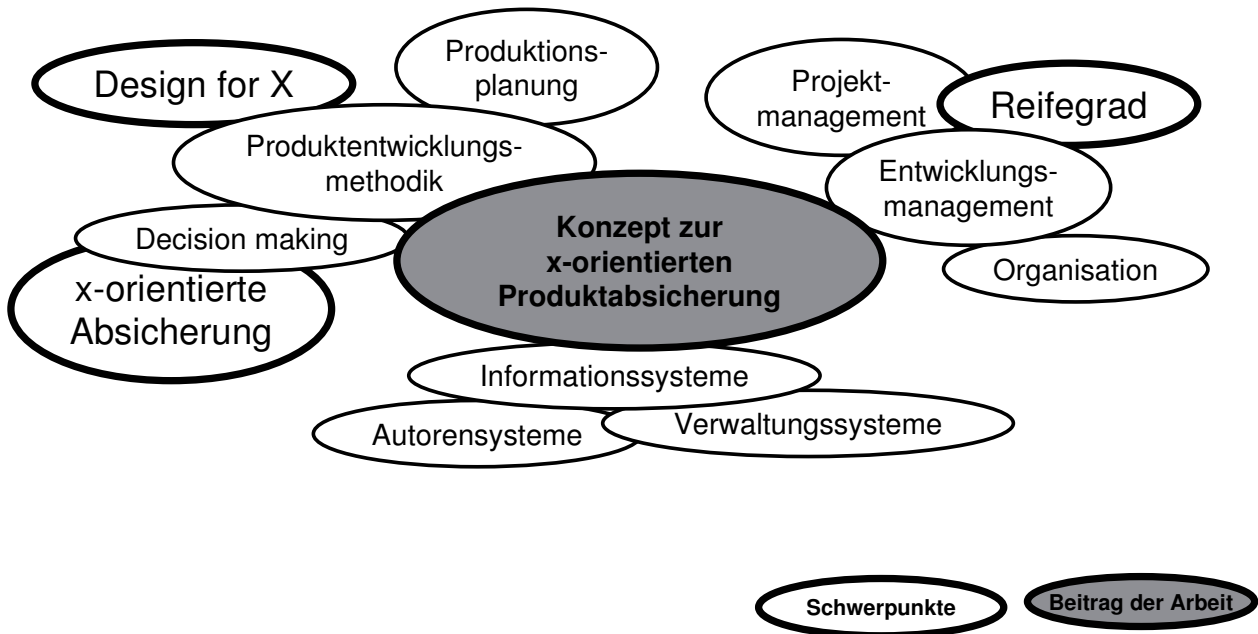 Design for X
Produktions-
planung
Projekt-
management
Reifegrad
Produktentwicklungs-
methodik
Entwicklungs-
management
Decision making
x-orientierte
Absicherung
Konzept zur
x-orientierten
Produktabsicherung
Organisation
Informationssysteme
Autorensysteme
Verwaltungssysteme
Schwerpunkte
Beitrag der Arbeit